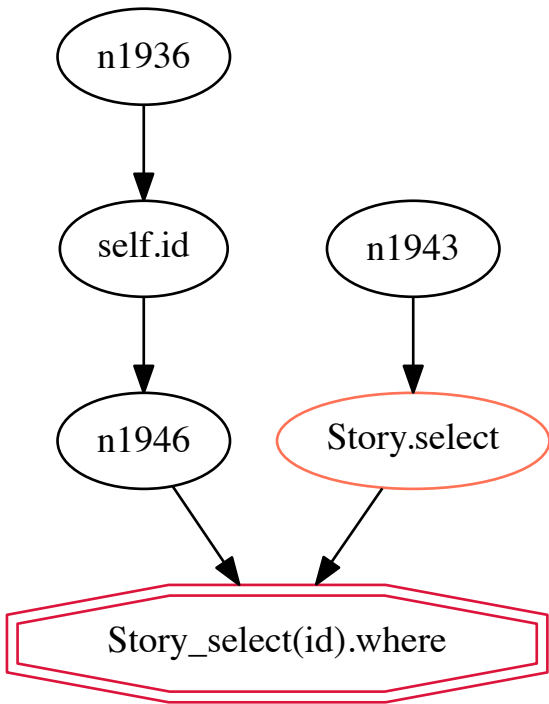 n1936
self.id
n1943
n1946
Story.select
Story_select(id).where